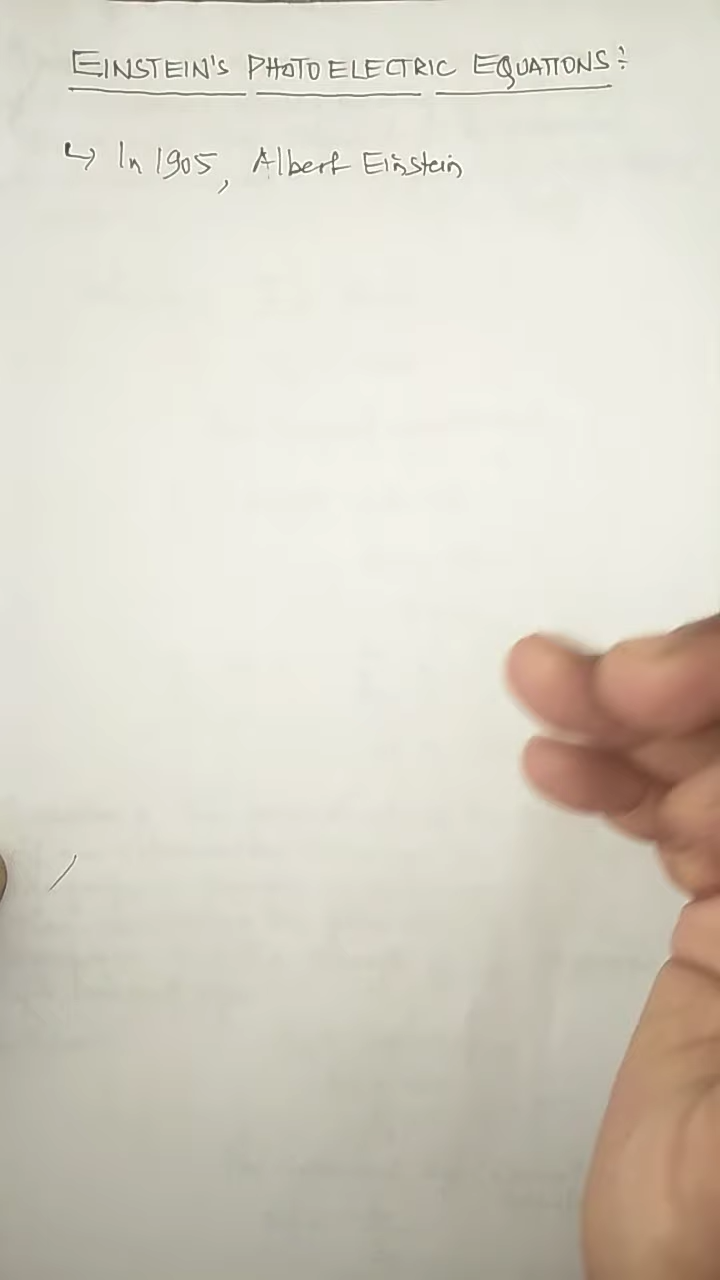 EINSTEIN'S PHOTOELECTRIC EQUATIONS:
↳ In 1905, Albert Einstein